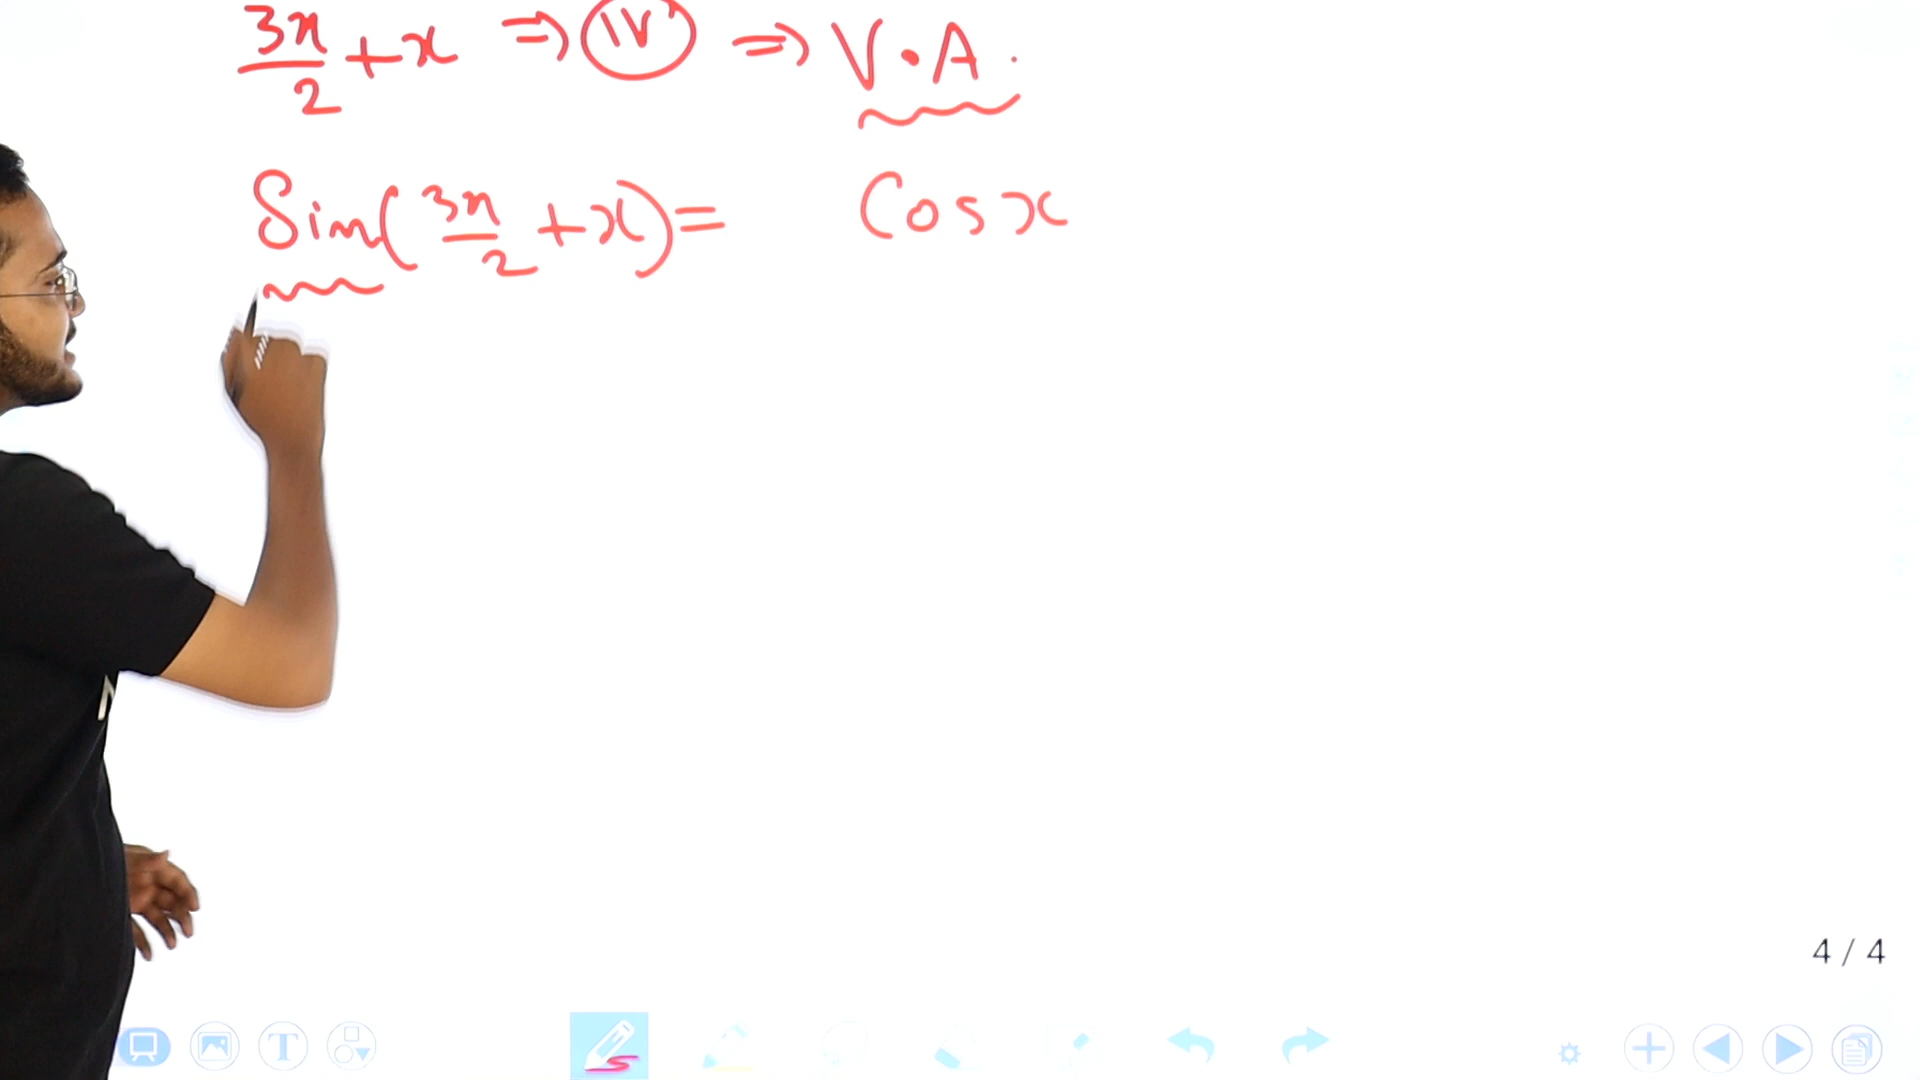 3π/2 + x ⇒ IV ⇒ V.A.
Sin(3π/2 + x) = Cos x
4 / 4
T